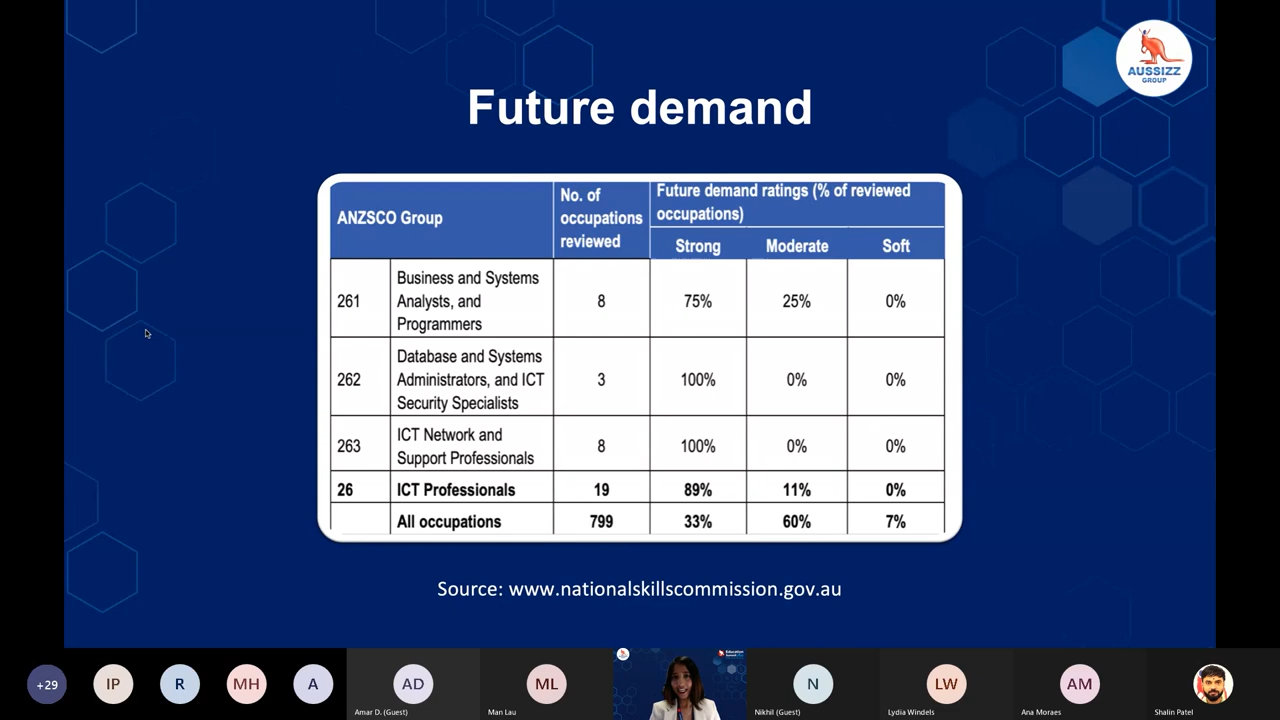 AUSSIZZ
GROUP
Future demand
ANZSCO Group
No. of
occupations
reviewed
Future demand ratings (% of reviewed
occupations)
Strong Moderate Soft
261
Business and Systems
Analysts, and
Programmers
8 75% 25% 0%
262
Database and Systems
Administrators, and ICT
Security Specialists
3 100% 0% 0%
263
ICT Network and
Support Professionals
8 100% 0% 0%
26 ICT Professionals 19 89% 11% 0%
All occupations 799 33% 60% 7%
Source: www.nationalskillscommission.gov.au
+29 IP R MH A AD ML N LW AM
Amar D. (Guest) Man Lau Nikhil (Guest) Lydia Windels Ana Moraes Shalin Patel